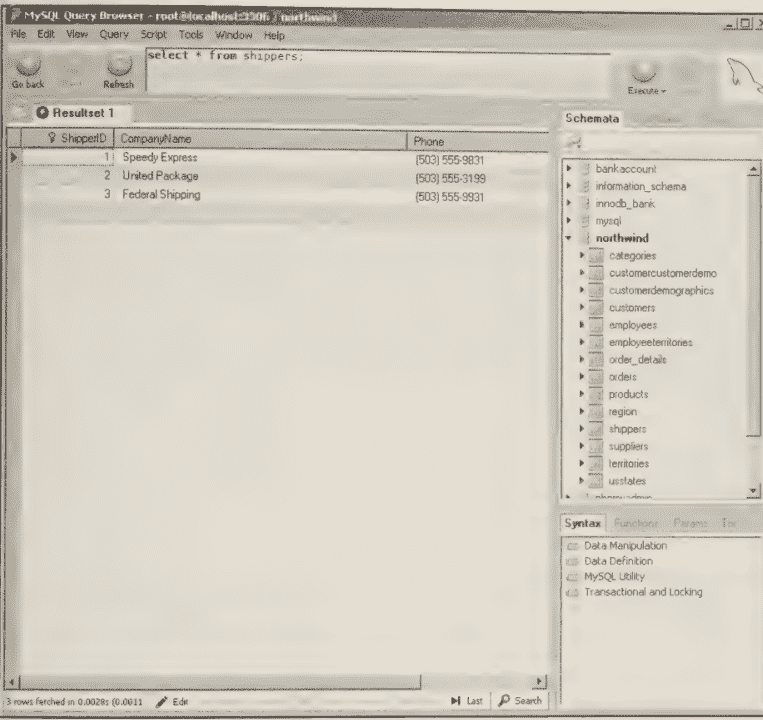 MySQL Query Browser - root@localhost:3306 / northwind
File Edit View Query Script Tools Window Help
select * from shippers;
Go back
Refresh
Execute
Resultset 1
ShipperID CompanyName Phone
1 Speedy Express (503) 555-9831
2 United Package (503) 555-3199
3 Federal Shipping (503) 555-9931
Schemata
bankaccount
information_schema
innodb_bank
mysql
northwind
categories
customercustomerdemo
customerdemographics
customers
employees
employeeterritories
order_details
orders
products
region
shippers
suppliers
territories
usstates
Syntax Functions Params
Data Manipulation
Data Definition
MySQL Utility
Transactional and Locking
3 rows fetched in 0.0028s (0.0011 Edit Last Search